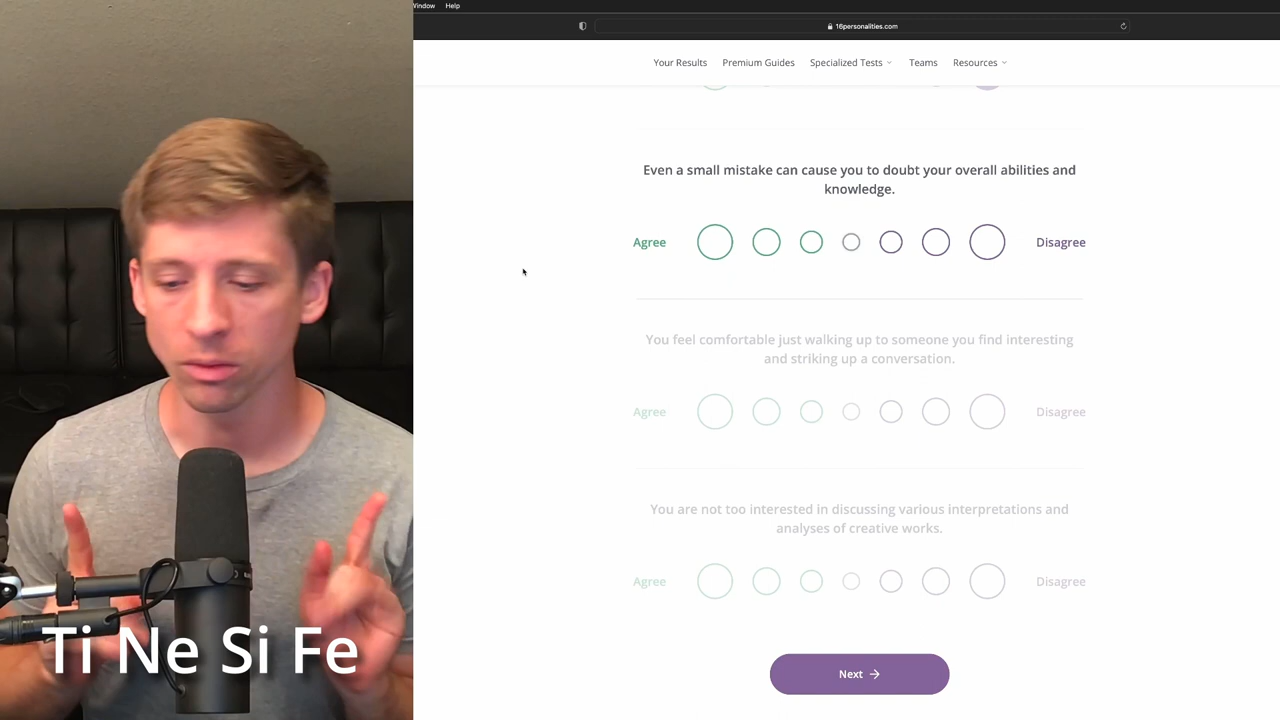 Window Help
16personalities.com
Your Results Premium Guides Specialized Tests Teams Resources
Even a small mistake can cause you to doubt your overall abilities and
knowledge.
Agree Disagree
You feel comfortable just walking up to someone you find interesting
and striking up a conversation.
Agree Disagree
You are not too interested in discussing various interpretations and
analyses of creative works.
Agree Disagree
Next
Ti Ne Si Fe